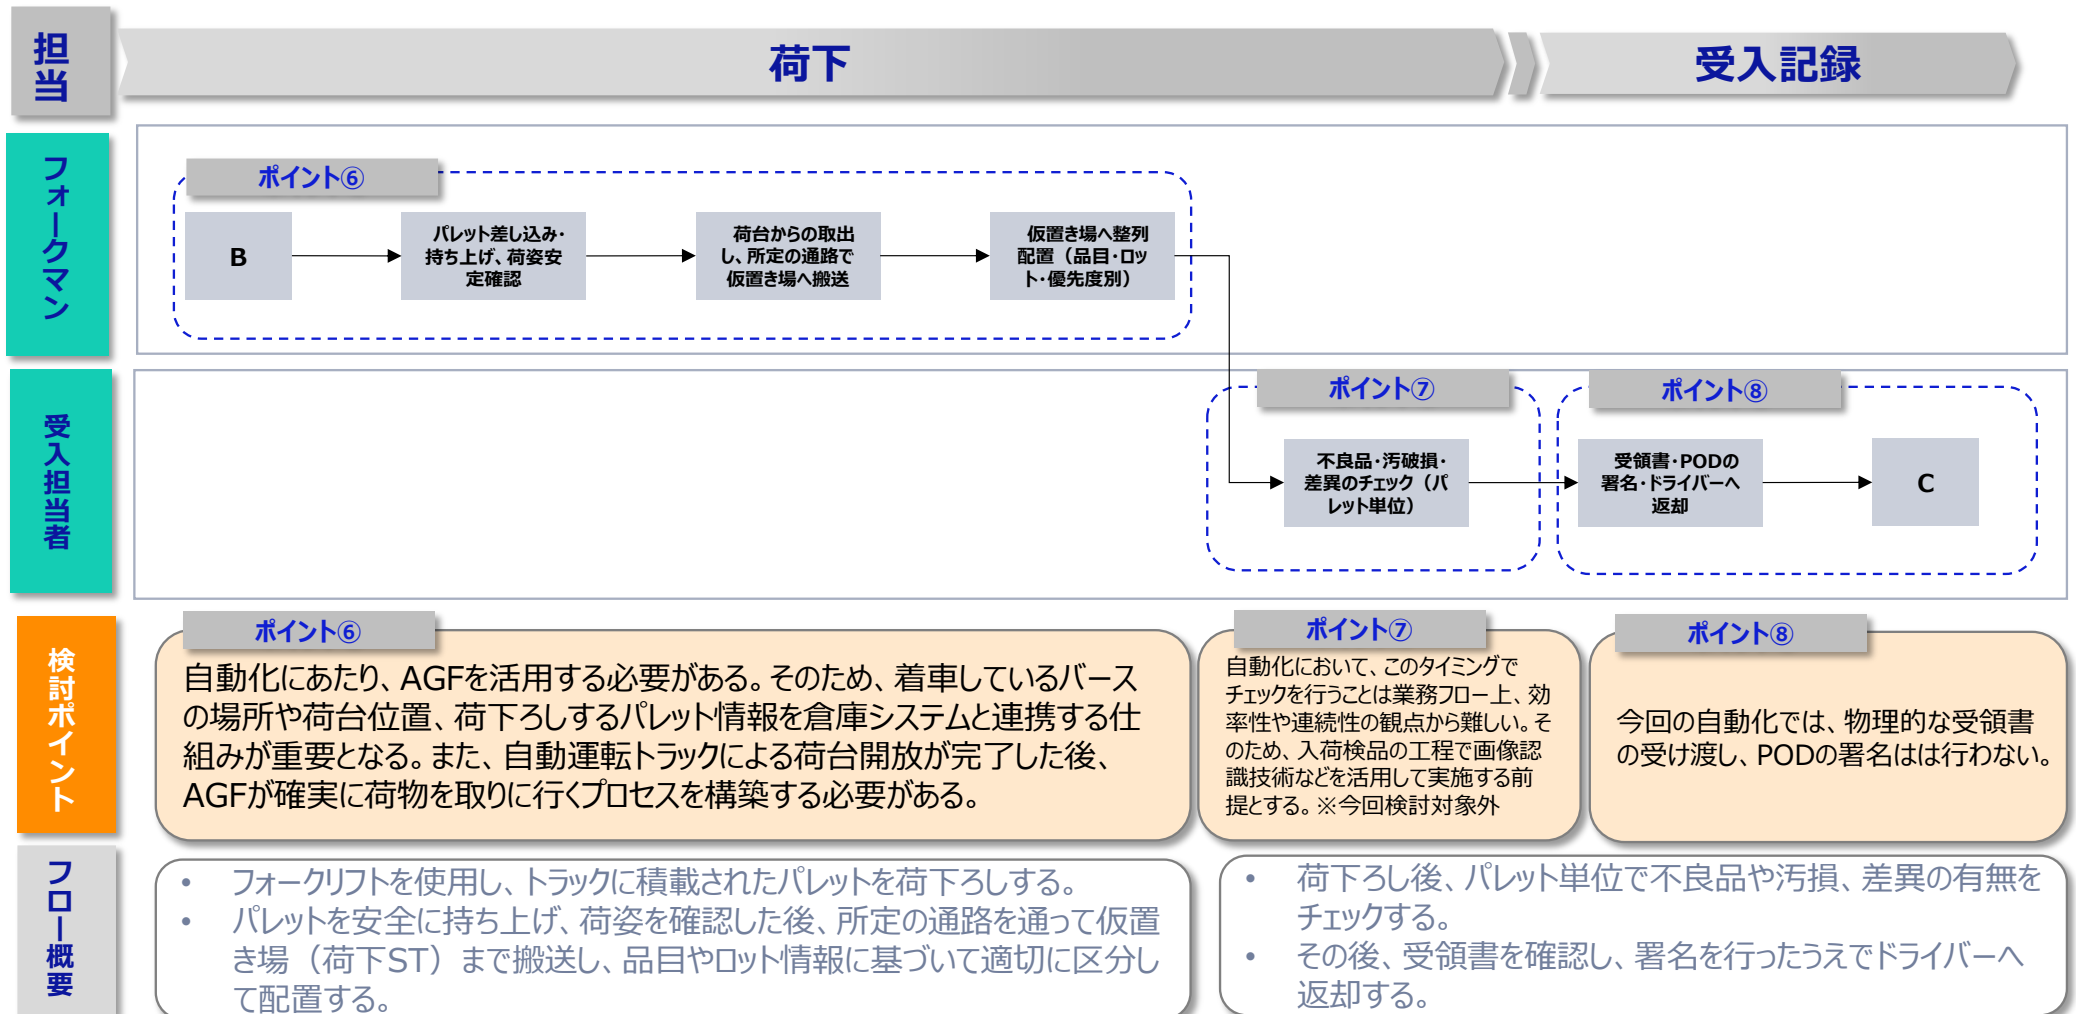 担当
荷下
受入記録
フォークマン
ポイント⑥
B
パレット差し込み・
持ち上げ、荷姿安
定確認
荷台からの取出
し、所定の通路で
仮置き場へ搬送
仮置き場へ整列
配置（品目・ロッ
ト・優先度別）
受入担当者
ポイント⑦
不良品・汚破損・
差異のチェック（パ
レット単位）
ポイント⑧
受領書・PODの
署名・ドライバーへ
返却
C
検討ポイント
ポイント⑥
自動化にあたり、AGFを活用する必要がある。そのため、着車しているバース
の場所や荷台位置、荷下ろしするパレット情報を倉庫システムと連携する仕
組みが重要となる。また、自動運転トラックによる荷台開放が完了した後、
AGFが確実に荷物を取りに行くプロセスを構築する必要がある。
ポイント⑦
自動化において、このタイミングで
チェックを行うことは業務フロー上、効
率性や連続性の観点から難しい。そ
のため、入荷検品の工程で画像認
識技術などを活用して実施する前
提とする。※今回検討対象外
ポイント⑧
今回の自動化では、物理的な受領書
の受け渡し、PODの署名はは行わない。
フロー概要
• フォークリフトを使用し、トラックに積載されたパレットを荷下ろしする。
• パレットを安全に持ち上げ、荷姿を確認した後、所定の通路を通って仮置
き場（荷下ST）まで搬送し、品目やロット情報に基づいて適切に区分し
て配置する。
• 荷下ろし後、パレット単位で不良品や汚損、差異の有無を
チェックする。
• その後、受領書を確認し、署名を行ったうえでドライバーへ
返却する。